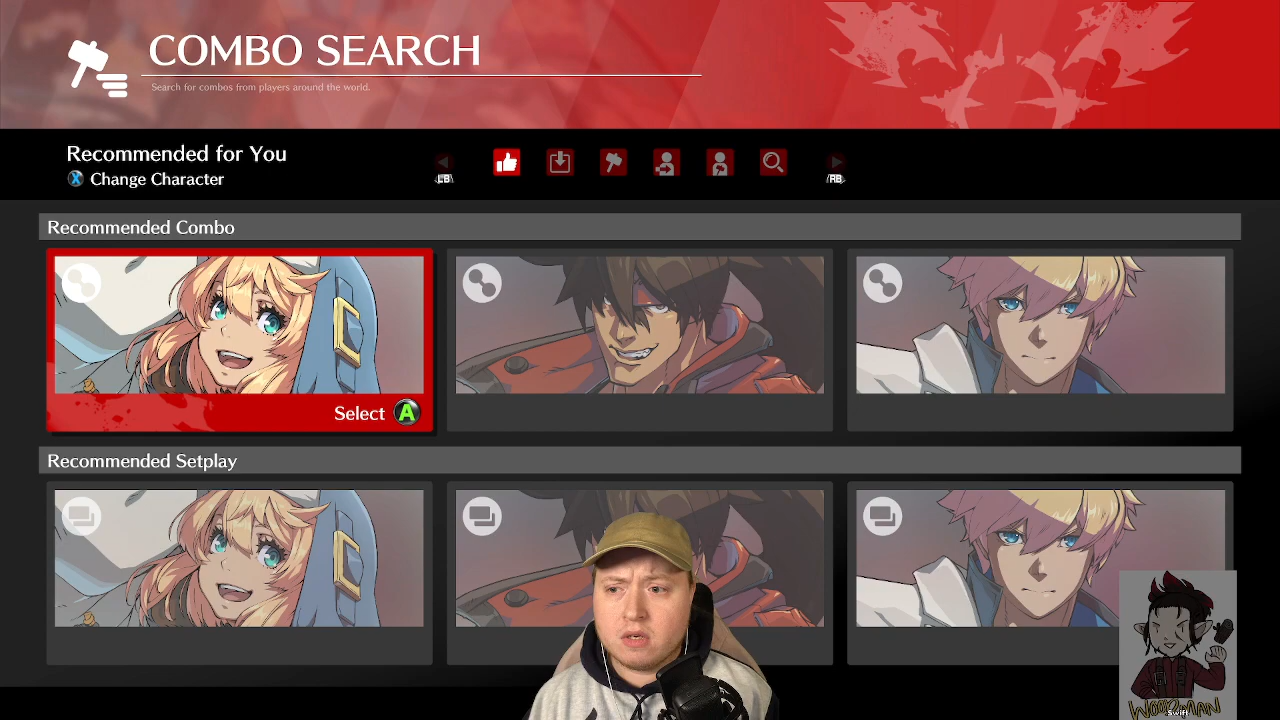 COMBO SEARCH
Search for combos from players around the world.
Recommended for You
X Change Character
LB
RB
Recommended Combo
Select A
Recommended Setplay
Swift